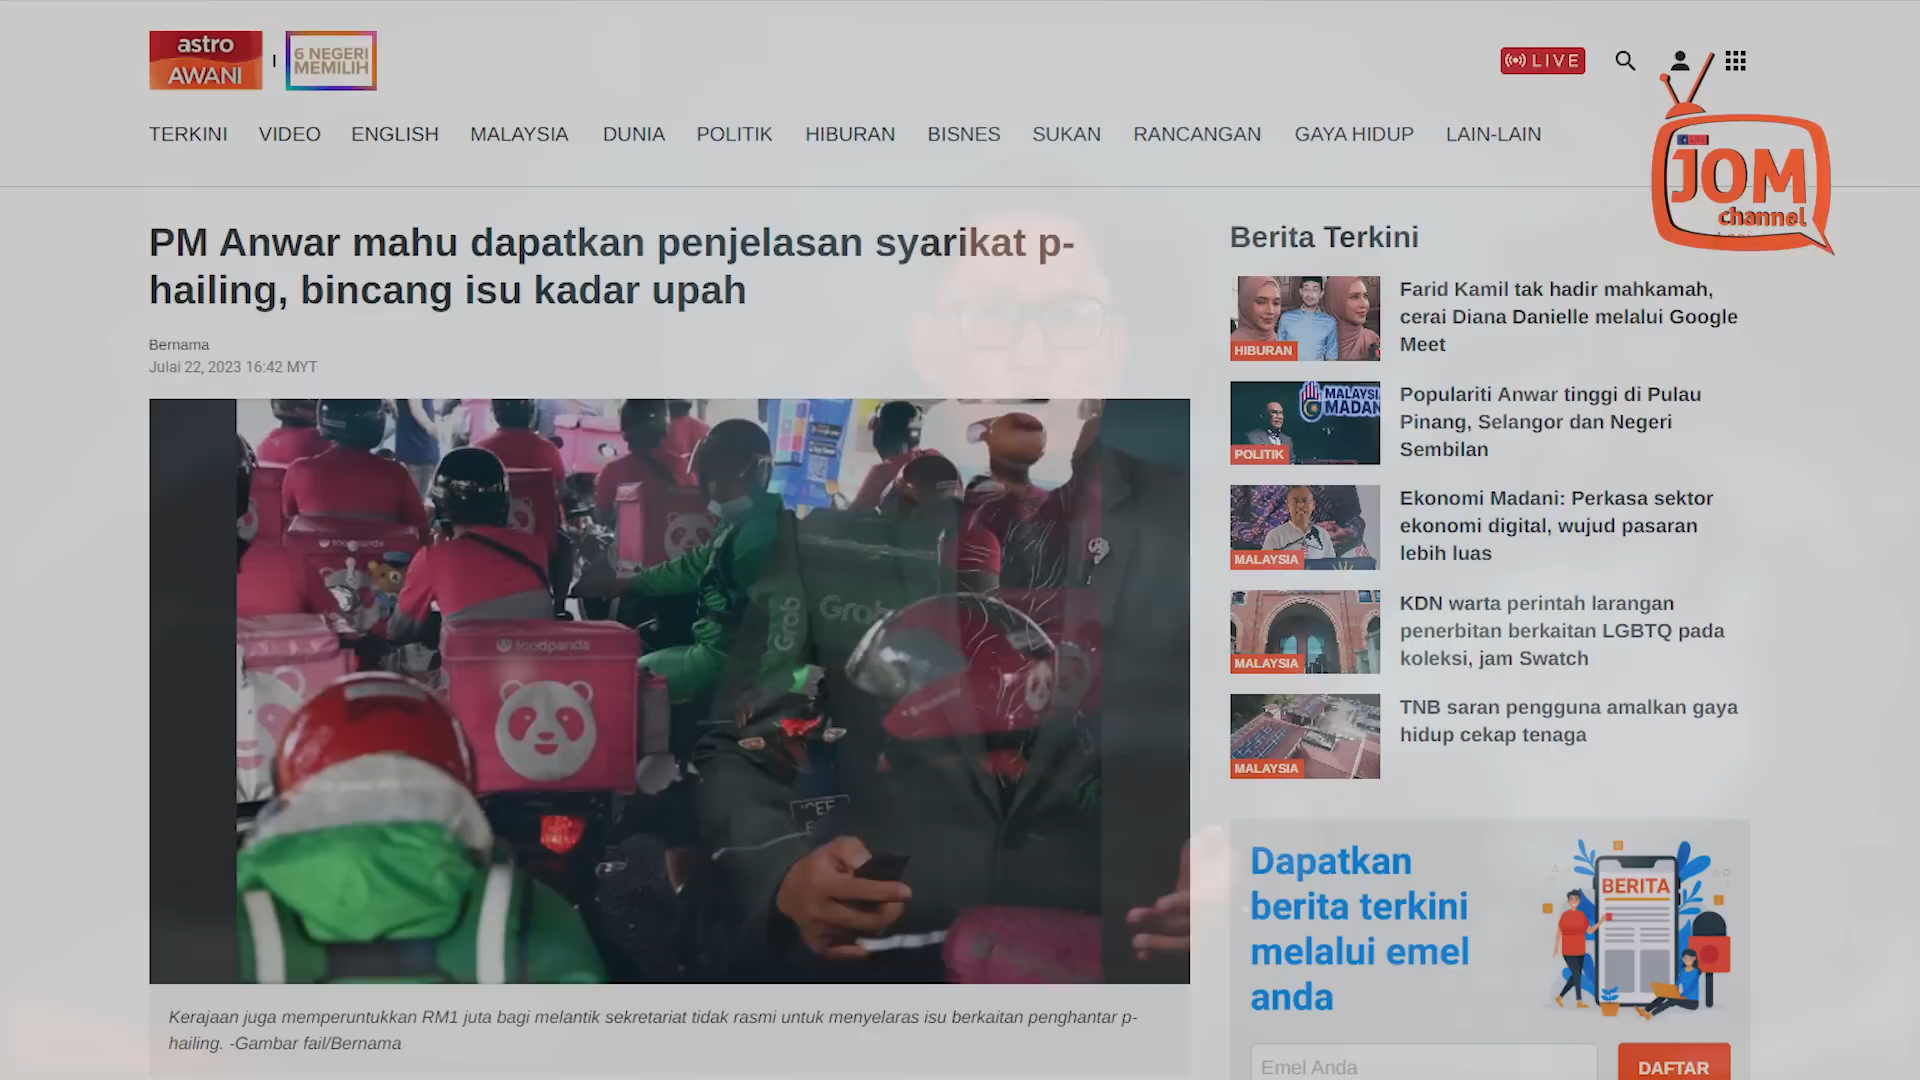 astro
AWANI
6 NEGERI
MEMILIH
LIVE
TERKINI VIDEO ENGLISH MALAYSIA DUNIA POLITIK HIBURAN BISNES SUKAN RANCANGAN GAYA HIDUP LAIN-LAIN
JOM
channel
PM Anwar mahu dapatkan penjelasan syarikat p-
hailing, bincang isu kadar upah
Bernama
Julai 22, 2023 16:42 MYT
foodpanda
Grab
Grab
foodpanda
Kerajaan juga memperuntukkan RM1 juta bagi melantik sekretariat tidak rasmi untuk menyelaras isu berkaitan penghantar p-
hailing. -Gambar fail/Bernama
Berita Terkini
HIBURAN
Farid Kamil tak hadir mahkamah,
cerai Diana Danielle melalui Google
Meet
MALAYSIA
MADANI
POLITIK
Populariti Anwar tinggi di Pulau
Pinang, Selangor dan Negeri
Sembilan
MALAYSIA
Ekonomi Madani: Perkasa sektor
ekonomi digital, wujud pasaran
lebih luas
MALAYSIA
KDN warta perintah larangan
penerbitan berkaitan LGBTQ pada
koleksi, jam Swatch
MALAYSIA
TNB saran pengguna amalkan gaya
hidup cekap tenaga
Dapatkan
berita terkini
melalui emel
anda
BERITA
Emel Anda
DAFTAR